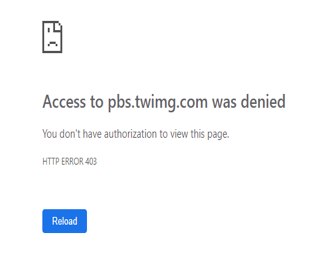 Access to pbs.twimg.com was denied
You don't have authorization to view this page.
HTTP ERROR 403
Reload